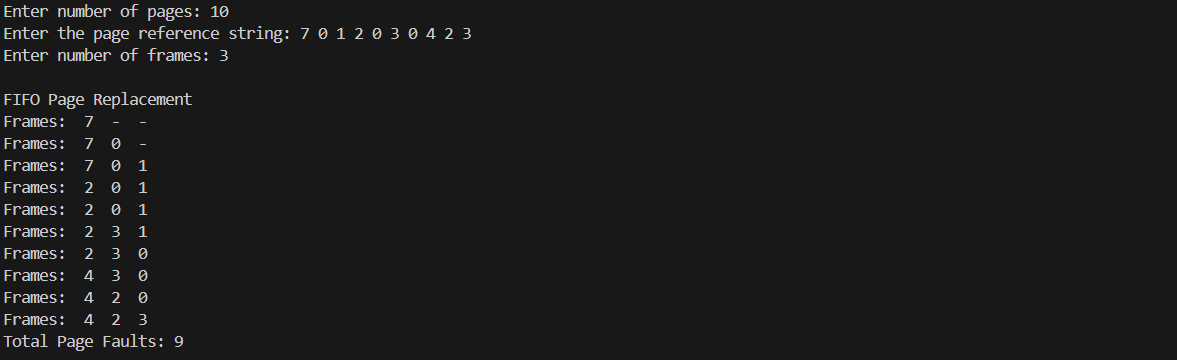 Enter number of pages: 10
Enter the page reference string: 7 0 1 2 0 3 0 4 2 3
Enter number of frames: 3
FIFO Page Replacement
Frames:  7  -  -
Frames:  7  0  -
Frames:  7  0  1
Frames:  2  0  1
Frames:  2  0  1
Frames:  2  3  1
Frames:  2  3  0
Frames:  4  3  0
Frames:  4  2  0
Frames:  4  2  3
Total Page Faults: 9